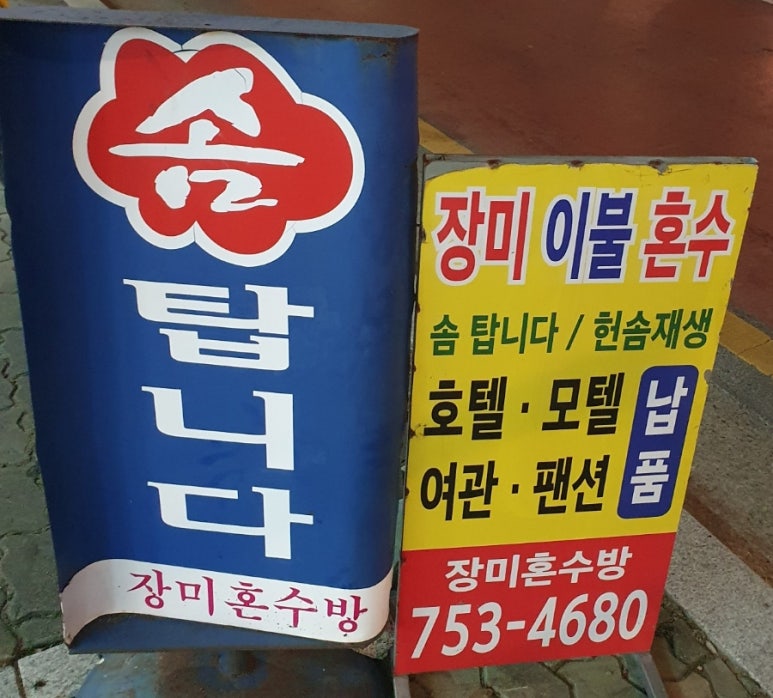 솜
탑
니
다
장미혼수방
장미 이불 혼수
솜 탑니다 / 헌솜재생
호텔·모텔
여관·팬션
납
품
장미혼수방
753-4680